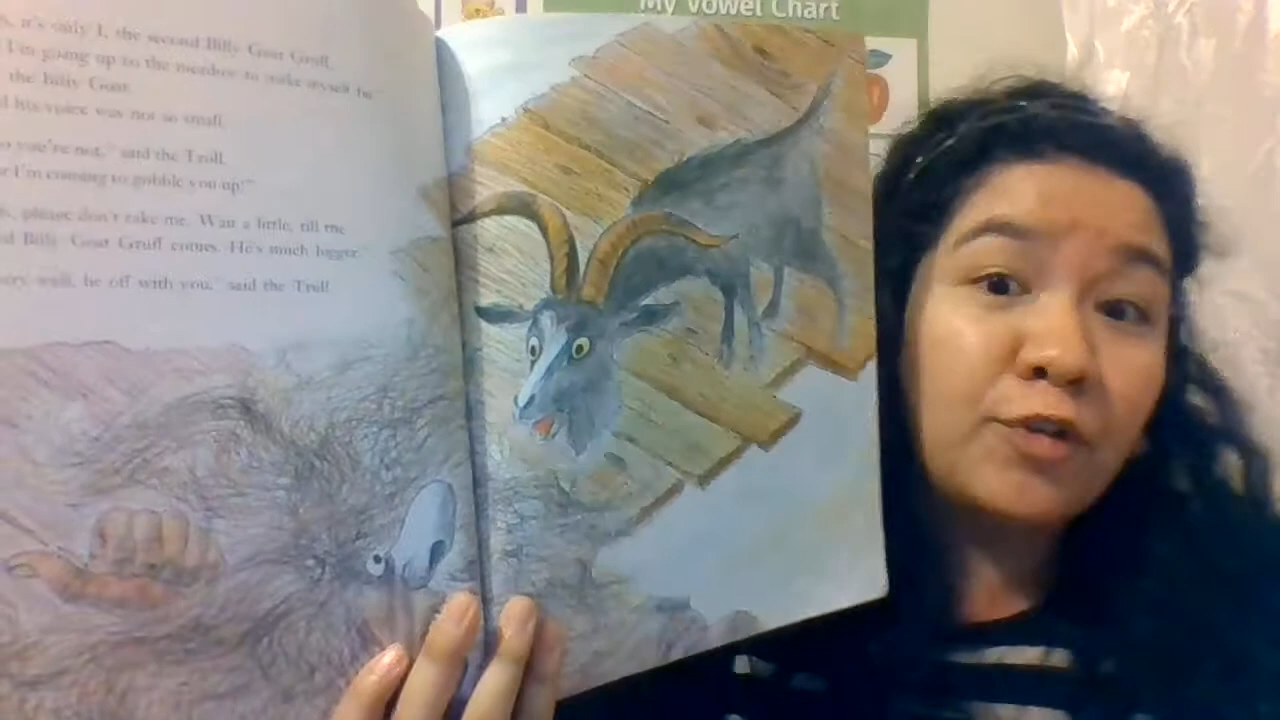 My Vowel Chart
it's only I, the second Billy Goat Gruff,
I'm going up to the meadow to make myself fat"
the Billy Goat.
his voice was not so small.
you're not," said the Troll,
I'm coming to gobble you up!"
please don't take me. Wait a little, till the
Billy Goat Gruff comes. He's much bigger.
well, be off with you," said the Troll.